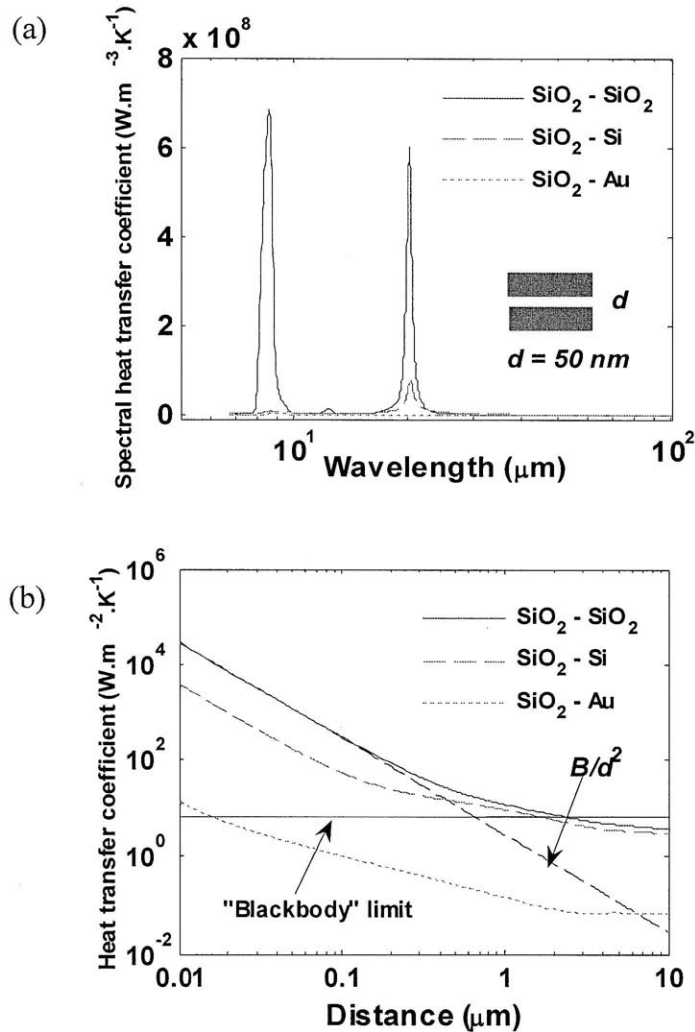 (a)
x 10^8
Spectral heat transfer coefficient (W.m^-3.K^-1)
8
6
4
2
0
SiO2 - SiO2
SiO2 - Si
SiO2 - Au
d
d = 50 nm
10^1
10^2
Wavelength (μm)
(b)
Heat transfer coefficient (W.m^-2.K^-1)
10^6
10^4
10^2
10^0
10^-2
SiO2 - SiO2
SiO2 - Si
SiO2 - Au
B/d^2
"Blackbody" limit
0.01
0.1
1
10
Distance (μm)